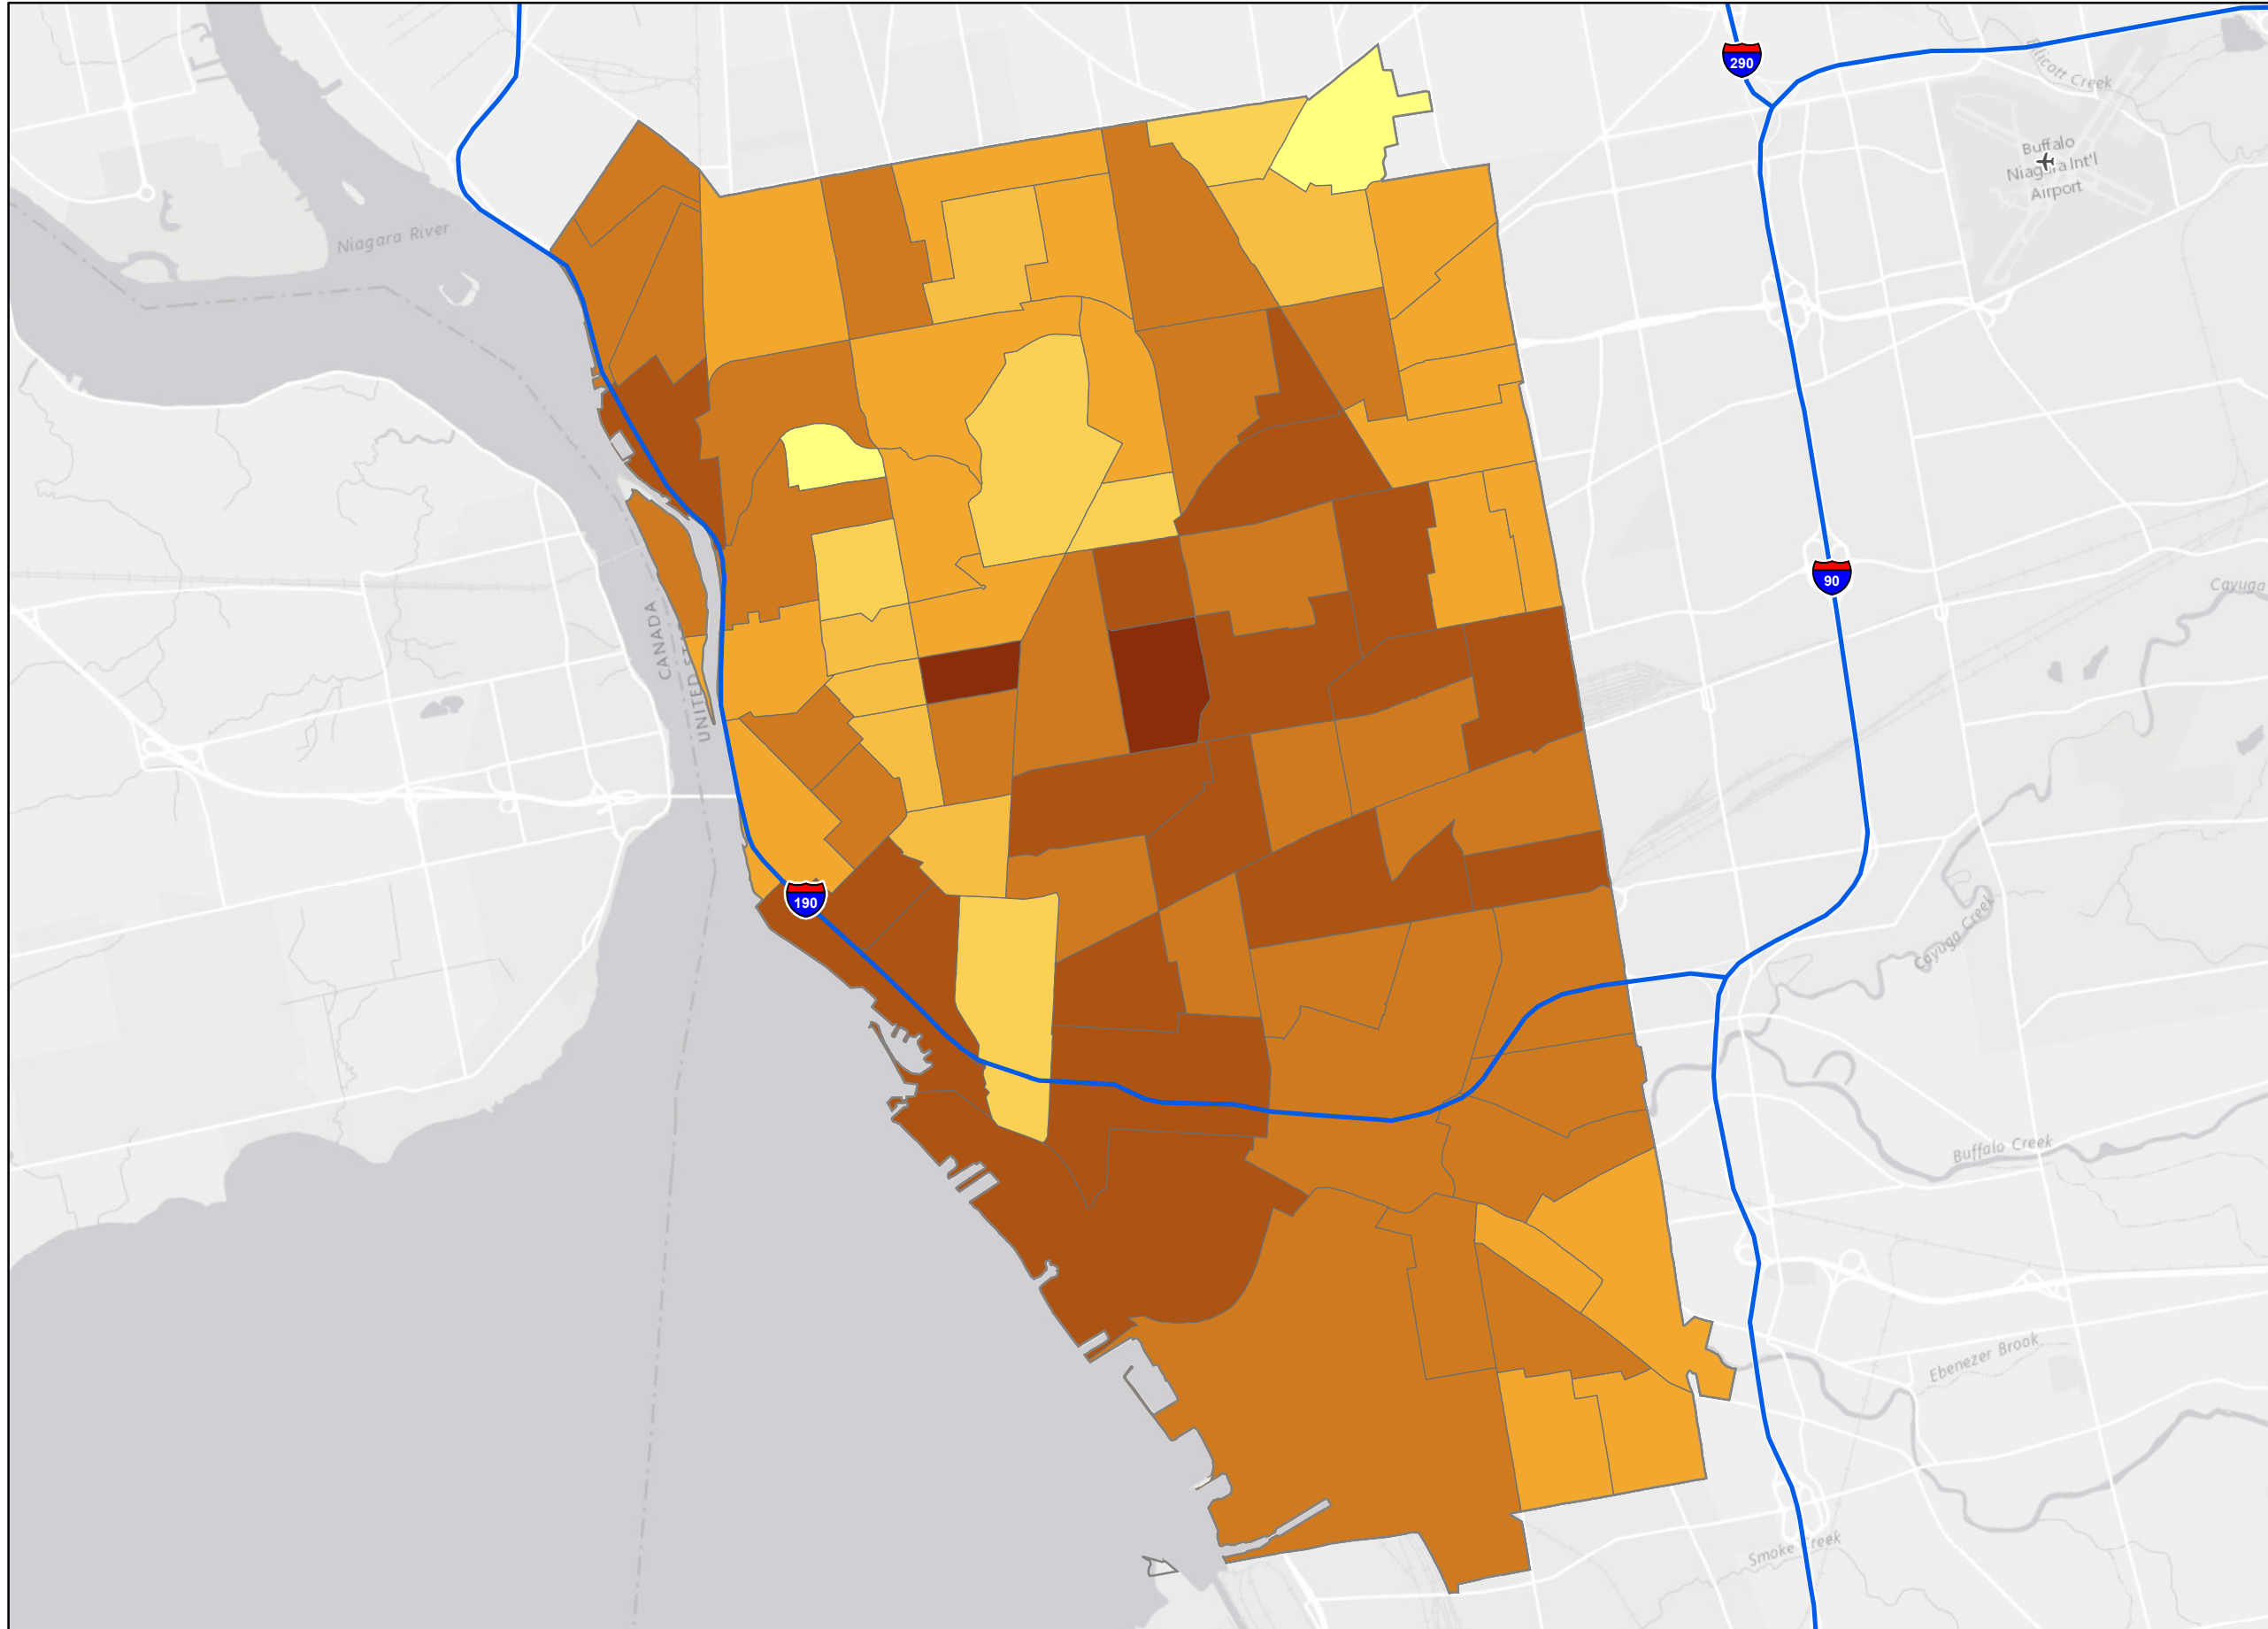 290
Ellicott Creek
Buffalo
Niagara Int'l
Airport
Niagara River
90
Cayuga
CANADA
UNITED STA
190
Cayuga Creek
Buffalo Creek
Ebenezer Brook
Smoke Creek